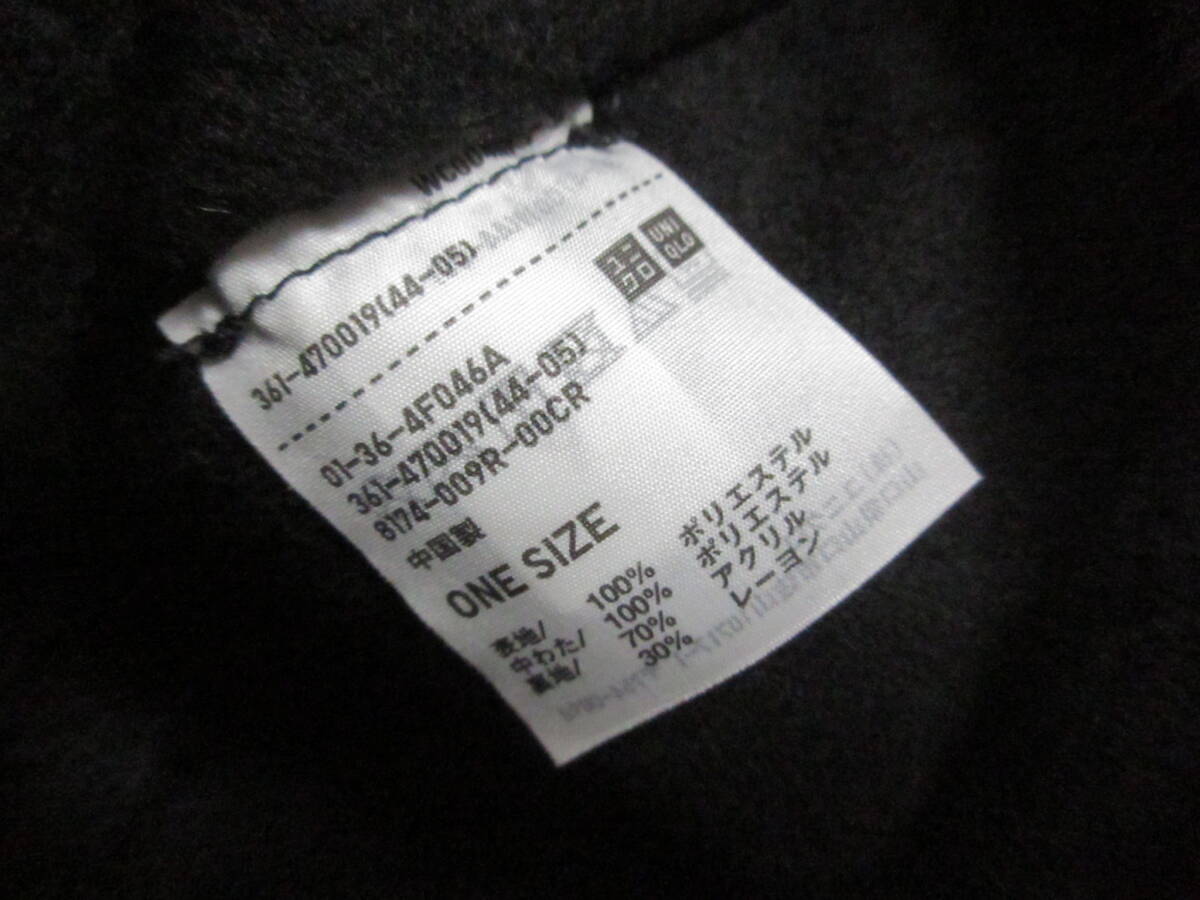 361-470019(44-05)
ユニクロ UNIQLO
01-36-4F046A
361-470019(44-05)
8174-009R-00CR
中国製
ONE SIZE
表地/ 100% ポリエステル
中わた/ 100% ポリエステル
裏地/ 70% アクリル
30% レーヨン